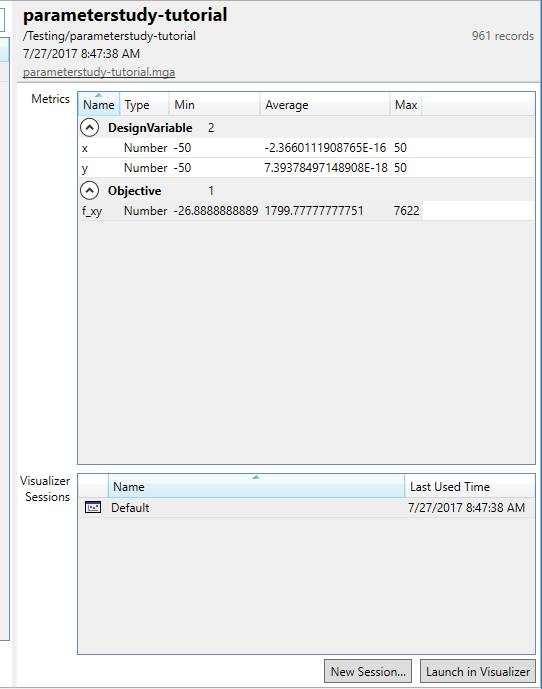 parameterstudy-tutorial
/Testing/parameterstudy-tutorial 961 records
7/27/2017 8:47:38 AM
parameterstudy-tutorial.mga
Metrics
Name Type Min Average Max
DesignVariable 2
x Number -50 -2.3660111908765E-16 50
y Number -50 7.39378497148908E-18 50
Objective 1
f_xy Number -26.8888888889 1799.77777777751 7622
Visualizer
Sessions
Name Last Used Time
Default 7/27/2017 8:47:38 AM
New Session... Launch in Visualizer